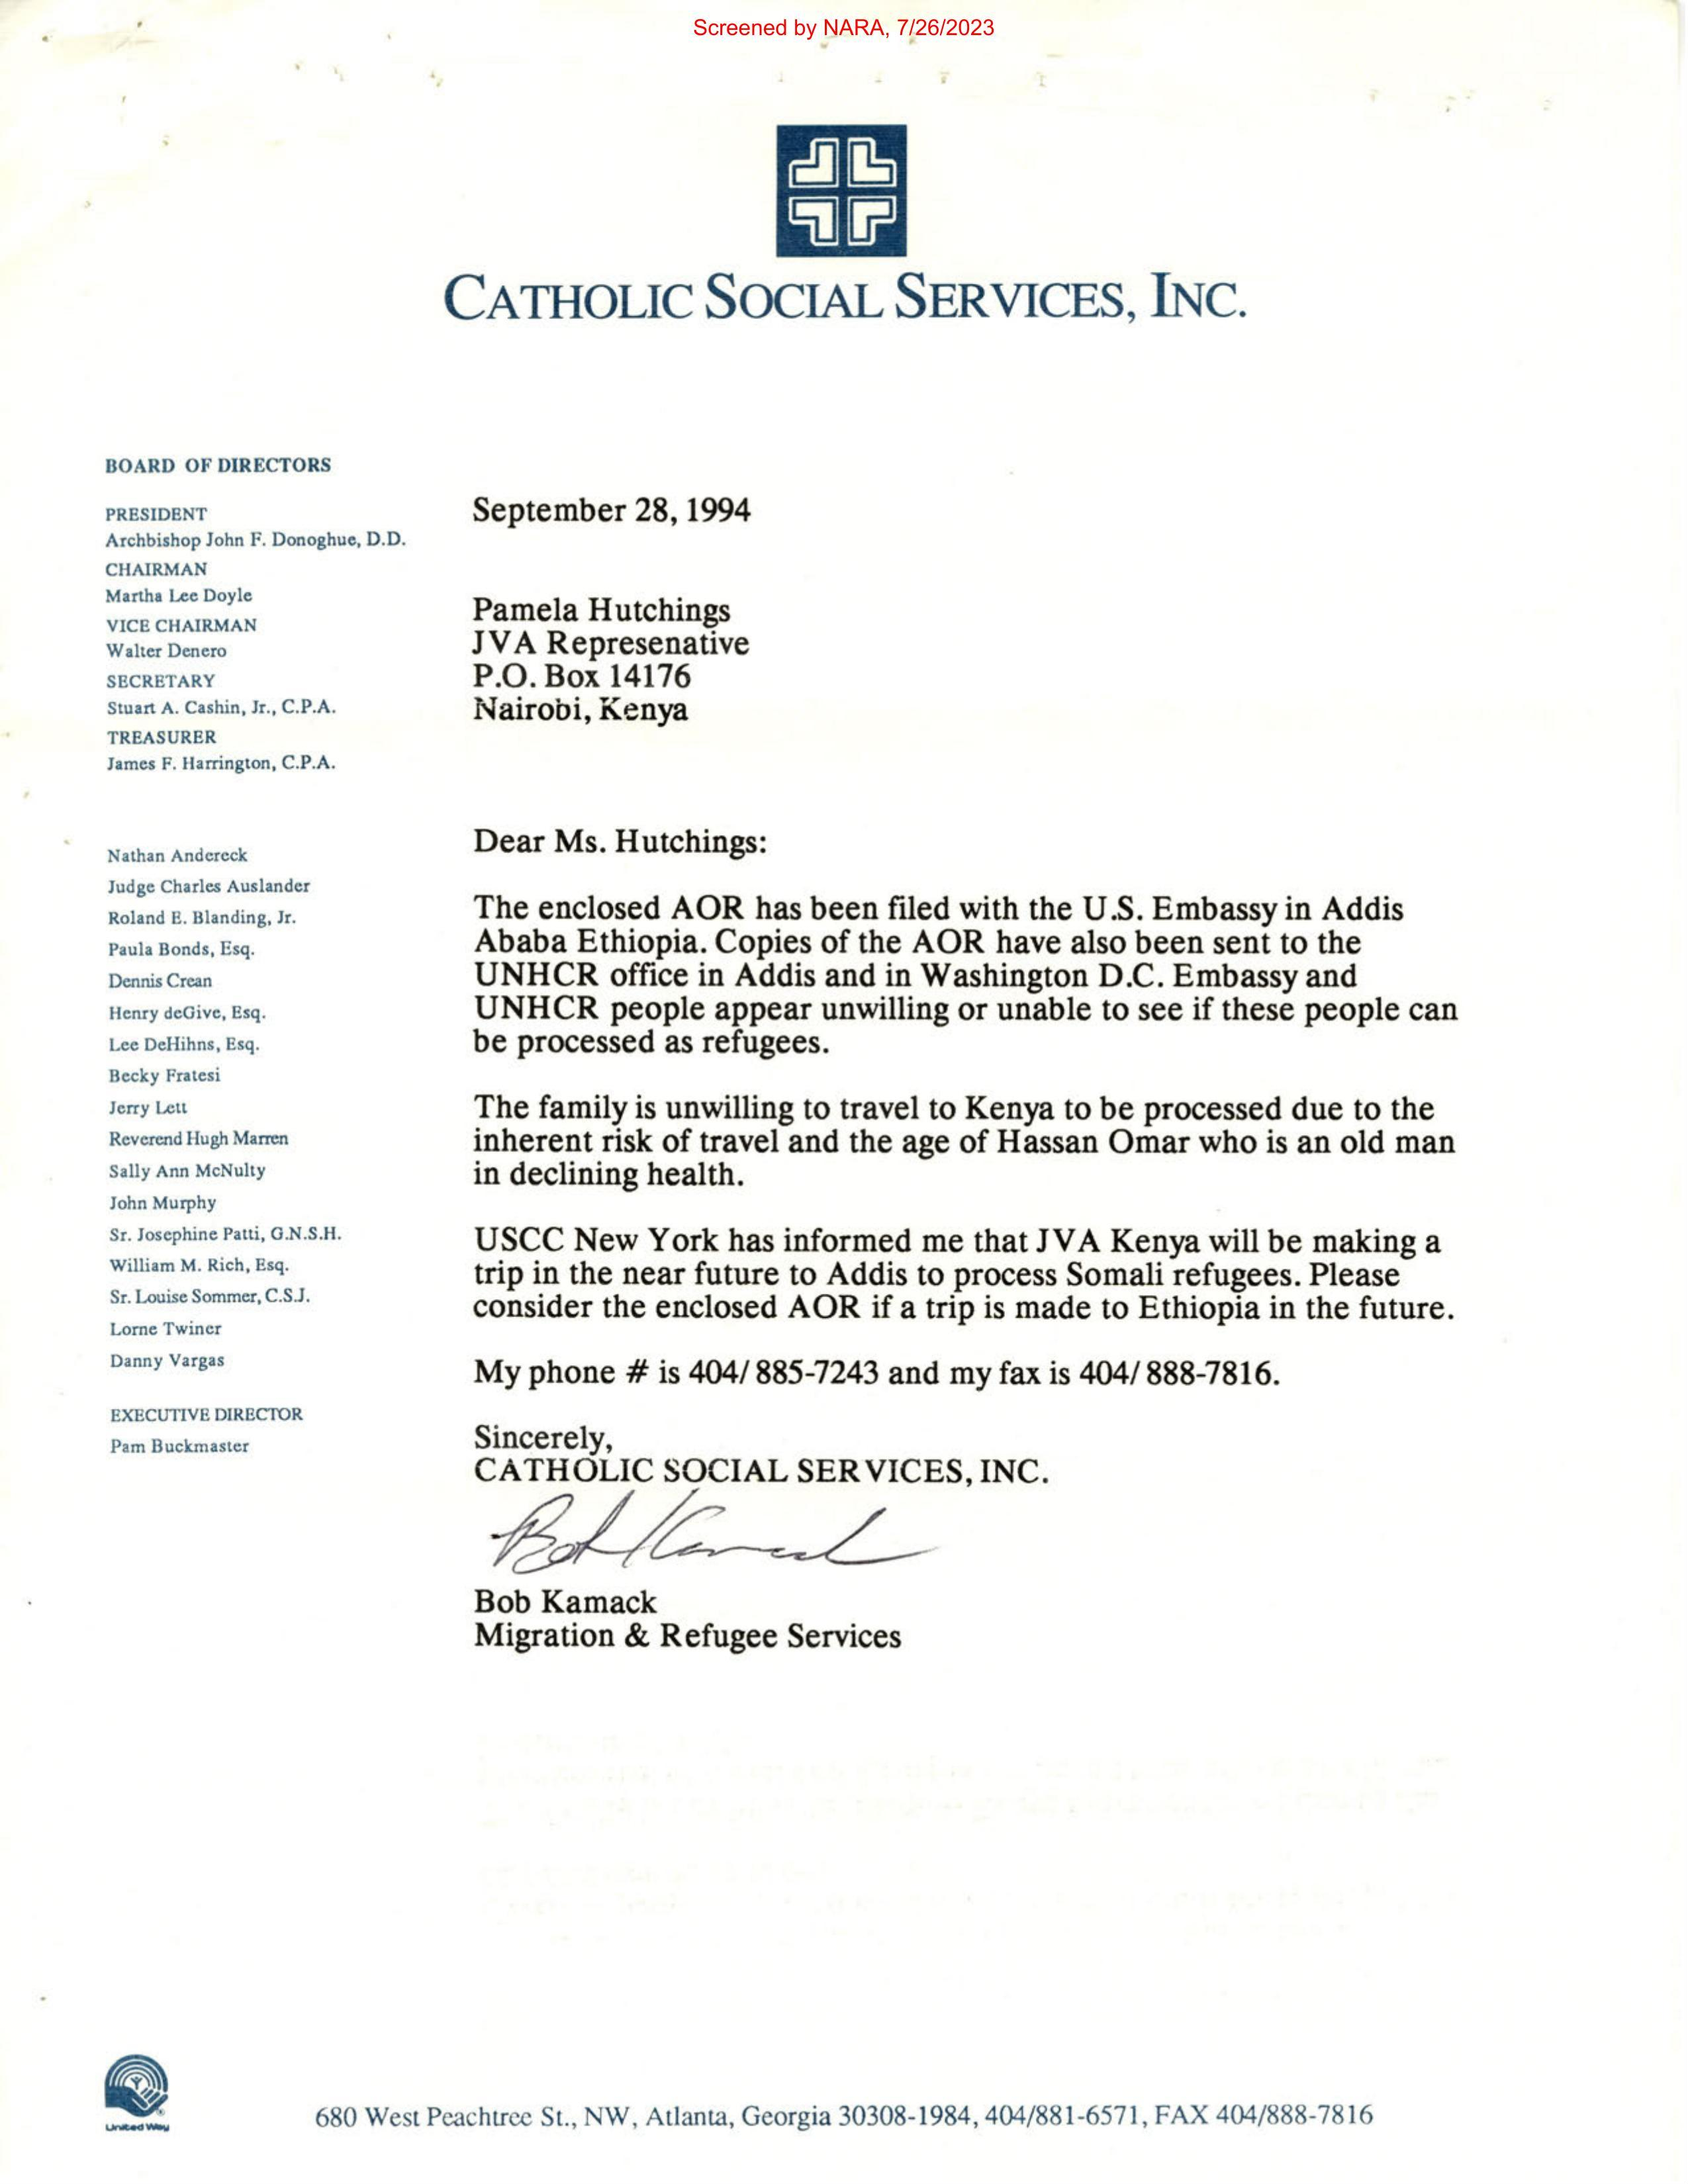 Screened by NARA, 7/26/2023
CATHOLIC SOCIAL SERVICES, INC.
BOARD OF DIRECTORS
PRESIDENT
Archbishop John F. Donoghue, D.D.
CHAIRMAN
Martha Lee Doyle
VICE CHAIRMAN
Walter Denero
SECRETARY
Stuart A. Cashin, Jr., C.P.A.
TREASURER
James F. Harrington, C.P.A.
Nathan Andereck
Judge Charles Auslander
Roland E. Blanding, Jr.
Paula Bonds, Esq.
Dennis Crean
Henry deGive, Esq.
Lee DeHihns, Esq.
Becky Fratesi
Jerry Lett
Reverend Hugh Marren
Sally Ann McNulty
John Murphy
Sr. Josephine Patti, G.N.S.H.
William M. Rich, Esq.
Sr. Louise Sommer, C.S.J.
Lorne Twiner
Danny Vargas
EXECUTIVE DIRECTOR
Pam Buckmaster
September 28, 1994
Pamela Hutchings
JVA Represenative
P.O. Box 14176
Nairobi, Kenya
Dear Ms. Hutchings:
The enclosed AOR has been filed with the U.S. Embassy in Addis
Ababa Ethiopia. Copies of the AOR have also been sent to the
UNHCR office in Addis and in Washington D.C. Embassy and
UNHCR people appear unwilling or unable to see if these people can
be processed as refugees.
The family is unwilling to travel to Kenya to be processed due to the
inherent risk of travel and the age of Hassan Omar who is an old man
in declining health.
USCC New York has informed me that JVA Kenya will be making a
trip in the near future to Addis to process Somali refugees. Please
consider the enclosed AOR if a trip is made to Ethiopia in the future.
My phone # is 404/ 885-7243 and my fax is 404/ 888-7816.
Sincerely,
CATHOLIC SOCIAL SERVICES, INC.
Bob Kamack
Bob Kamack
Migration & Refugee Services
United Way
680 West Peachtree St., NW, Atlanta, Georgia 30308-1984, 404/881-6571, FAX 404/888-7816